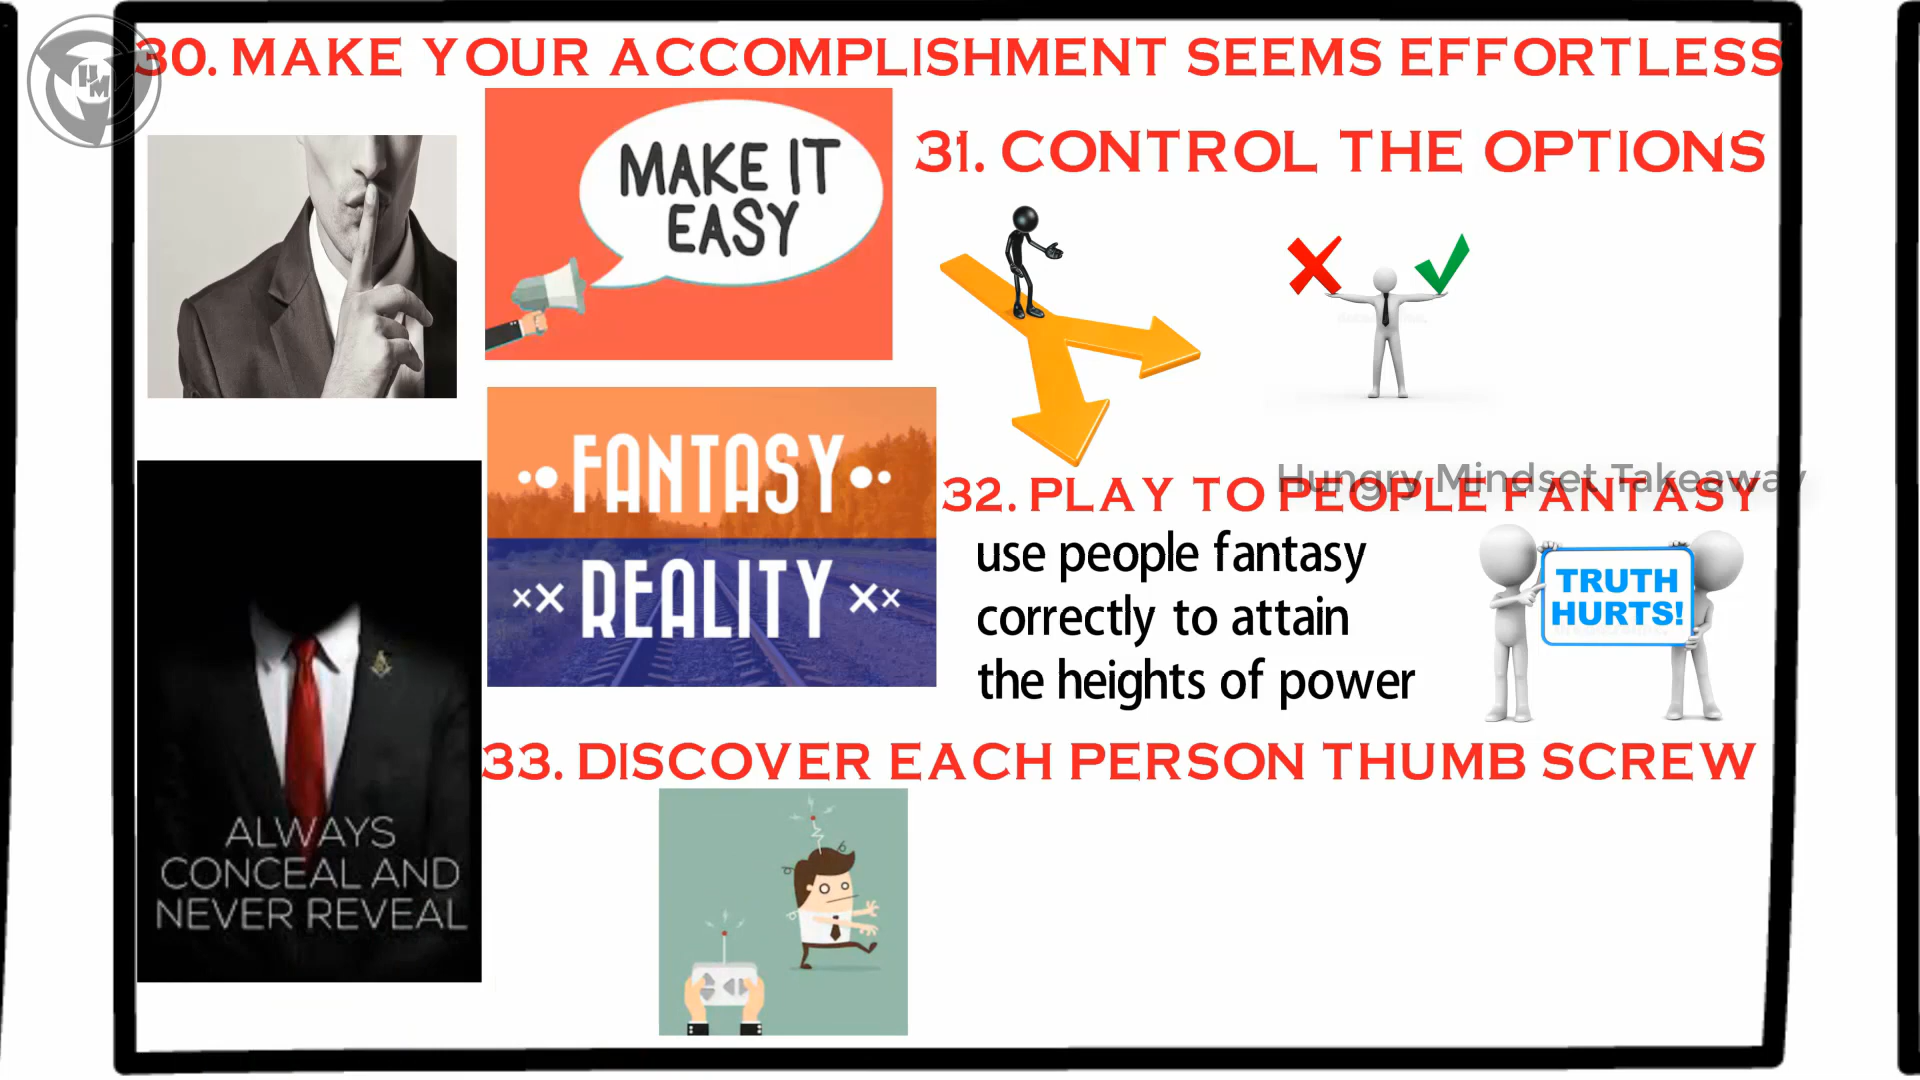 HM
30. MAKE YOUR ACCOMPLISHMENT SEEMS EFFORTLESS
MAKE IT
EASY
31. CONTROL THE OPTIONS
FANTASY
REALITY
Hungry Mindset Takeaway
32. PLAY TO PEOPLE FANTASY
use people fantasy
correctly to attain
the heights of power
TRUTH
HURTS!
ALWAYS
CONCEAL AND
NEVER REVEAL
33. DISCOVER EACH PERSON THUMB SCREW